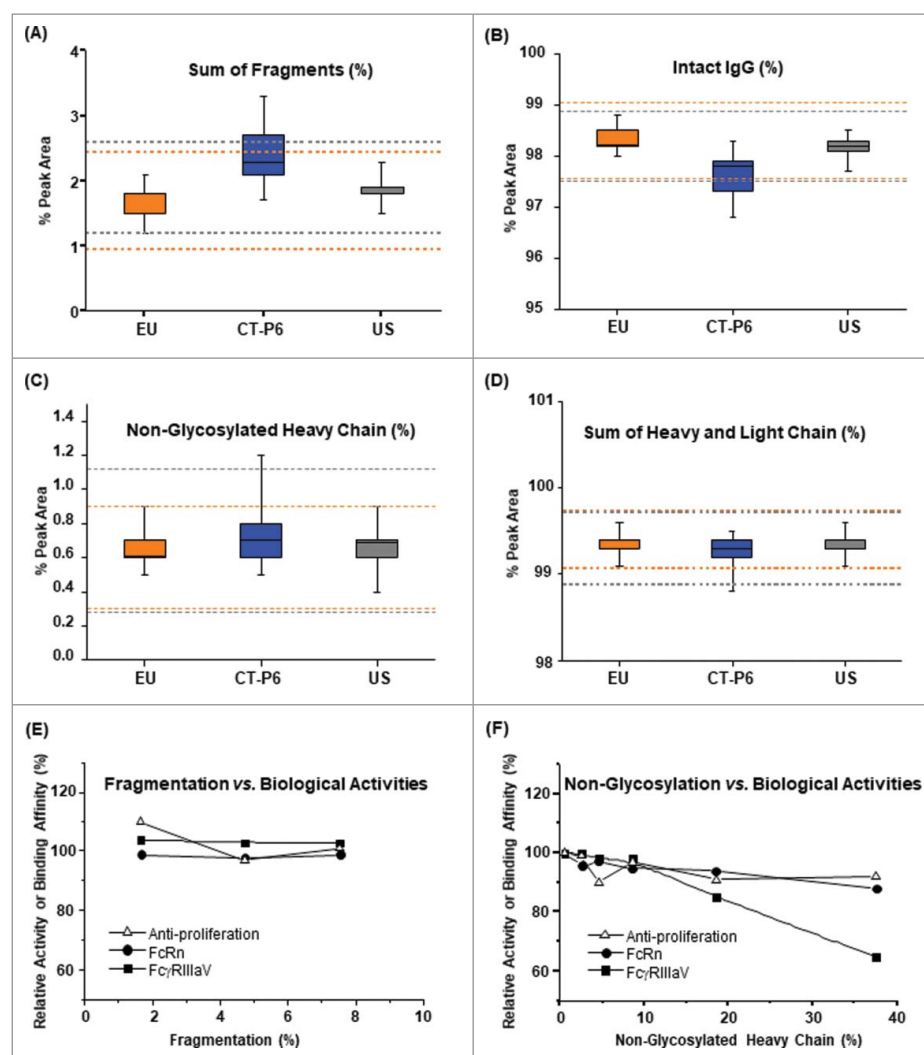 (A)
Sum of Fragments (%)
% Peak Area
4
3
2
1
0
EU CT-P6 US
(B)
Intact IgG (%)
% Peak Area
100
99
98
97
96
95
EU CT-P6 US
(C)
Non-Glycosylated Heavy Chain (%)
% Peak Area
1.4
1.2
1.0
0.8
0.6
0.4
0.2
0.0
EU CT-P6 US
(D)
Sum of Heavy and Light Chain (%)
% Peak Area
101
100
99
98
EU CT-P6 US
(E)
Fragmentation vs. Biological Activities
Relative Activity or Binding Affinity (%)
120
100
80
60
Anti-proliferation
FcRn
FcγRIIIaV
0 2 4 6 8 10
Fragmentation (%)
(F)
Non-Glycosylation vs. Biological Activities
Relative Activity or Binding Affinity (%)
120
100
80
60
Anti-proliferation
FcRn
FcγRIIIaV
0 10 20 30 40
Non-Glycosylated Heavy Chain (%)